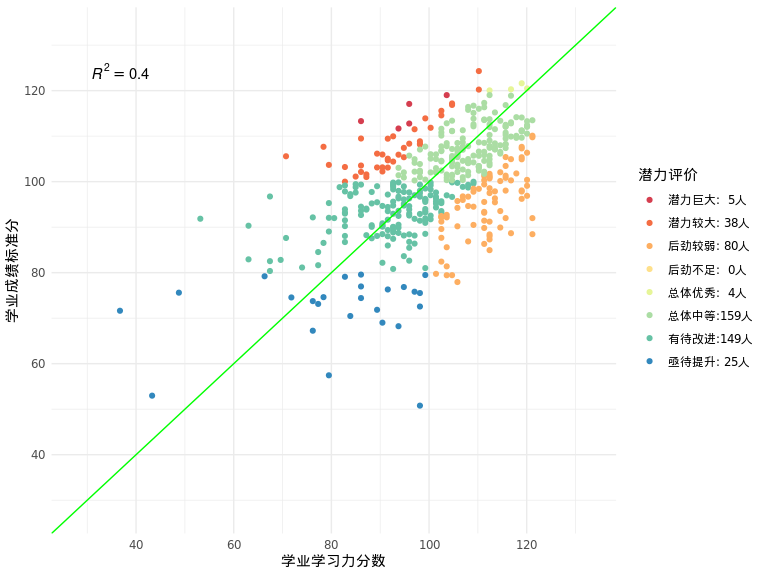 R² = 0.4
120
100
80
60
40
学业成绩标准分
40 60 80 100 120
学业学习力分数
潜力评价
潜力巨大: 5人
潜力较大: 38人
后劲较弱: 80人
后劲不足: 0人
总体优秀: 4人
总体中等:159人
有待改进:149人
亟待提升: 25人